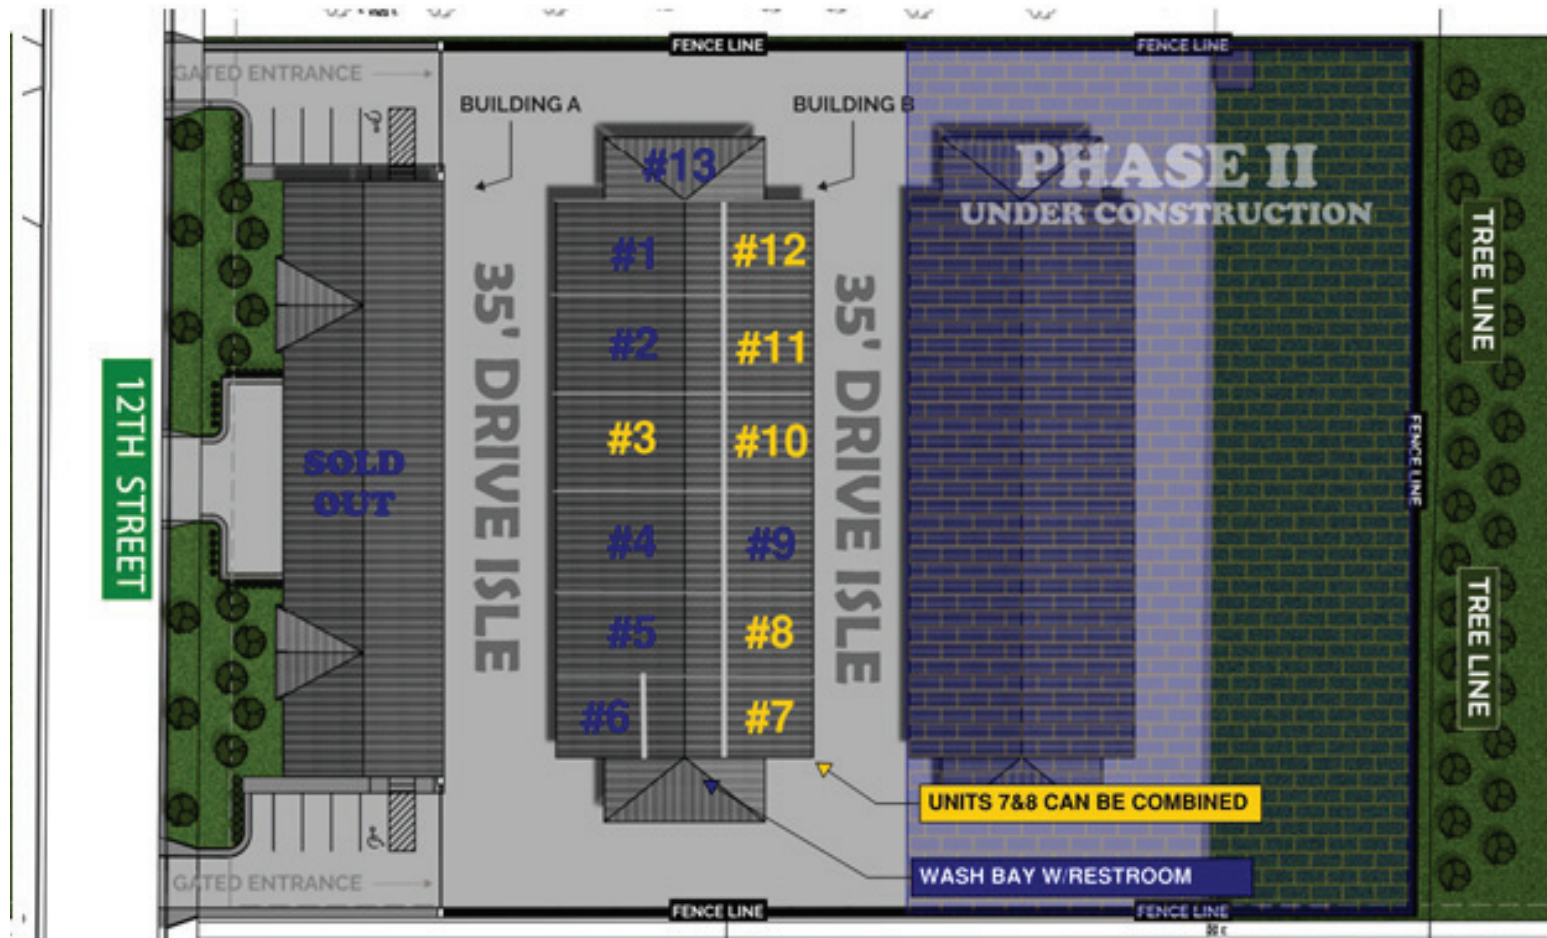 FENCE LINE
FENCE LINE
GATED ENTRANCE
BUILDING A
BUILDING B
#13
PHASE II
UNDER CONSTRUCTION
#1
#12
#2
#11
#3
#10
#4
#9
#5
#8
#6
#7
35' DRIVE ISLE
35' DRIVE ISLE
12TH STREET
SOLD
OUT
FENCE LINE
TREE LINE
TREE LINE
UNITS 7&8 CAN BE COMBINED
WASH BAY W/RESTROOM
GATED ENTRANCE
FENCE LINE
FENCE LINE